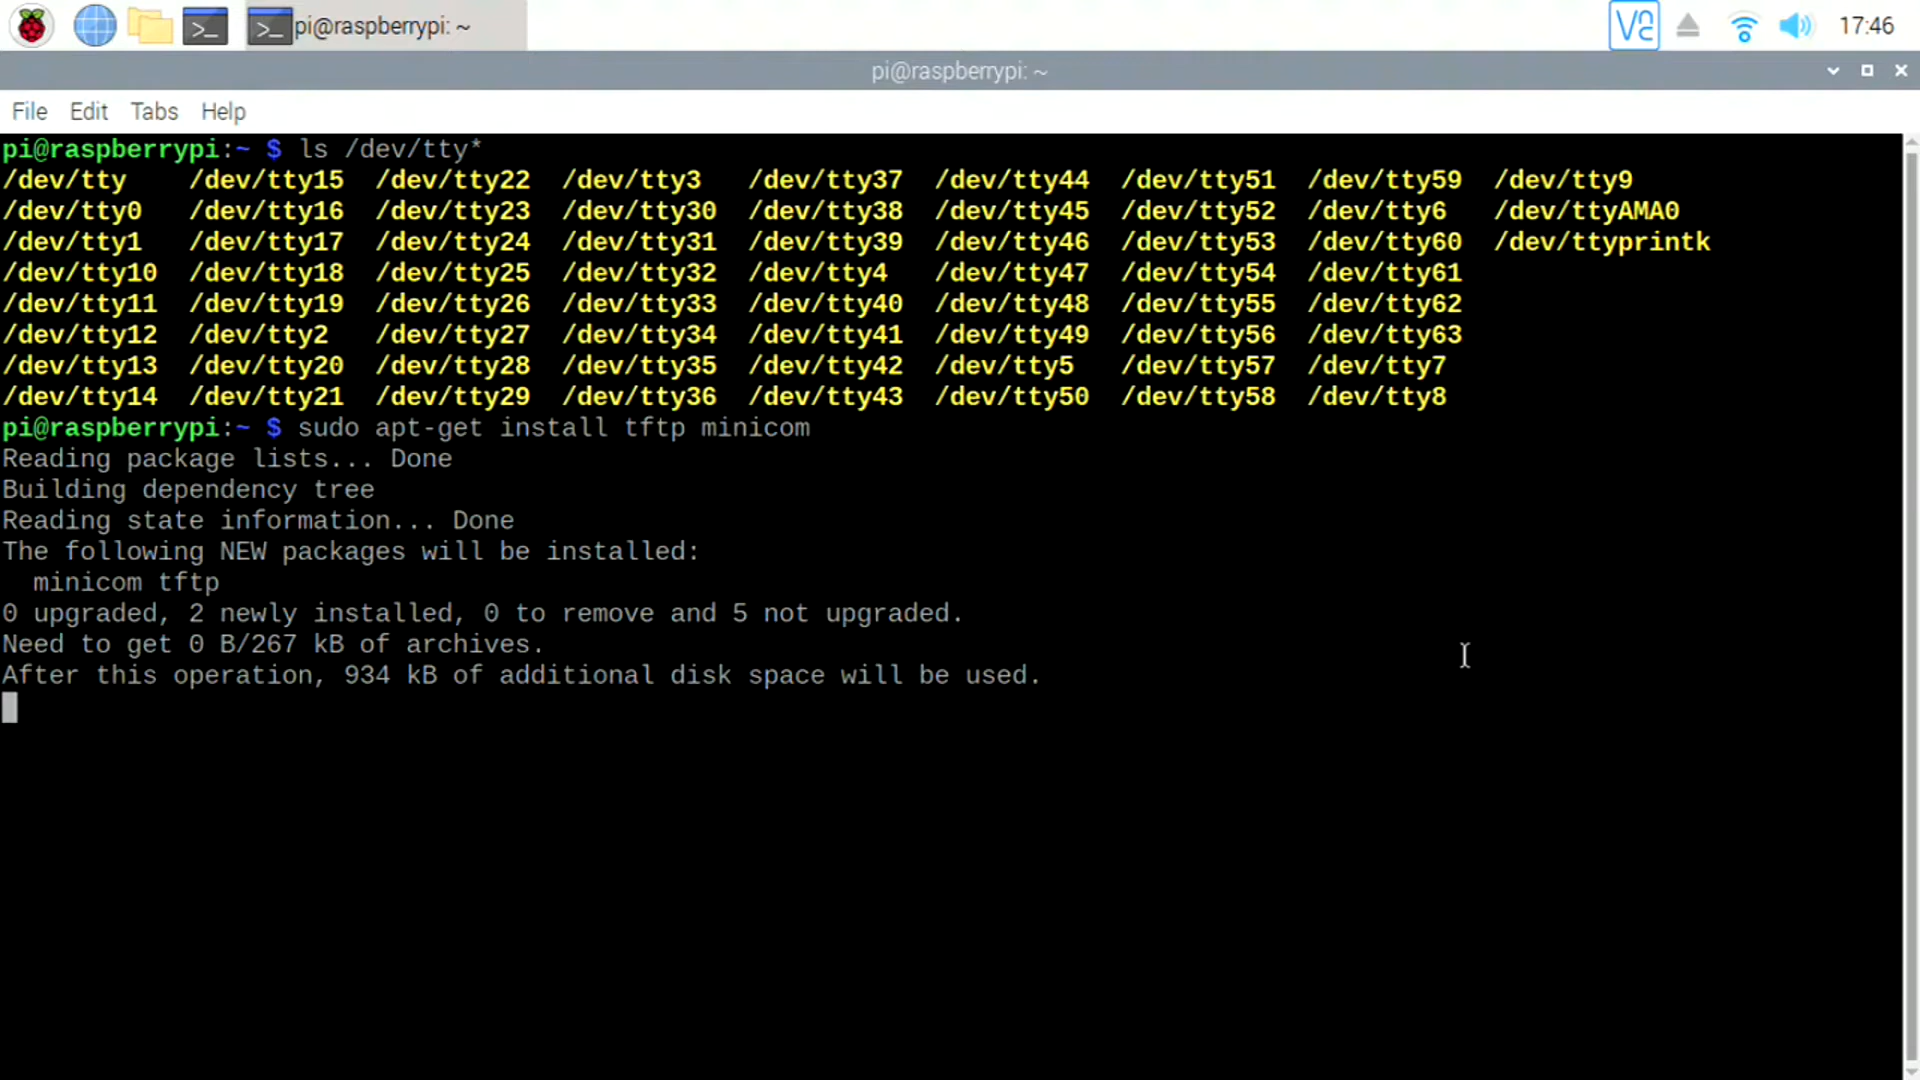 pi@raspberrypi: ~
17:46
pi@raspberrypi: ~
File Edit Tabs Help
pi@raspberrypi:~ $ ls /dev/tty*
/dev/tty /dev/tty15 /dev/tty22 /dev/tty3 /dev/tty37 /dev/tty44 /dev/tty51 /dev/tty59 /dev/tty9
/dev/tty0 /dev/tty16 /dev/tty23 /dev/tty30 /dev/tty38 /dev/tty45 /dev/tty52 /dev/tty6 /dev/ttyAMA0
/dev/tty1 /dev/tty17 /dev/tty24 /dev/tty31 /dev/tty39 /dev/tty46 /dev/tty53 /dev/tty60 /dev/ttyprintk
/dev/tty10 /dev/tty18 /dev/tty25 /dev/tty32 /dev/tty4 /dev/tty47 /dev/tty54 /dev/tty61
/dev/tty11 /dev/tty19 /dev/tty26 /dev/tty33 /dev/tty40 /dev/tty48 /dev/tty55 /dev/tty62
/dev/tty12 /dev/tty2 /dev/tty27 /dev/tty34 /dev/tty41 /dev/tty49 /dev/tty56 /dev/tty63
/dev/tty13 /dev/tty20 /dev/tty28 /dev/tty35 /dev/tty42 /dev/tty5 /dev/tty57 /dev/tty7
/dev/tty14 /dev/tty21 /dev/tty29 /dev/tty36 /dev/tty43 /dev/tty50 /dev/tty58 /dev/tty8
pi@raspberrypi:~ $ sudo apt-get install tftp minicom
Reading package lists... Done
Building dependency tree
Reading state information... Done
The following NEW packages will be installed:
minicom tftp
0 upgraded, 2 newly installed, 0 to remove and 5 not upgraded.
Need to get 0 B/267 kB of archives.
After this operation, 934 kB of additional disk space will be used.